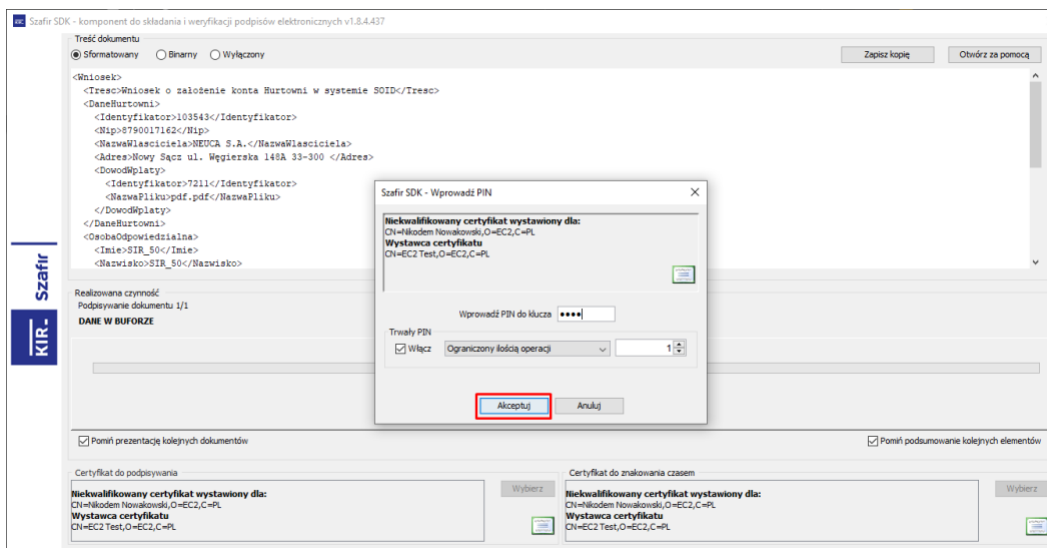 KIR. Szafir SDK - komponent do składania i weryfikacji podpisów elektronicznych v1.8.4.437
Treść dokumentu
Sformatowany Binarny Wyłączony Zapisz kopię Otwórz za pomocą
<Wniosek>
<Tresc>Wniosek o założenie konta Hurtowni w systemie SOID</Tresc>
<DaneHurtowni>
<Identyfikator>103543</Identyfikator>
<Nip>8790017162</Nip>
<NazwaWlasciciela>NEUCA S.A.</NazwaWlasciciela>
<Adres>Nowy Sącz ul. Węgierska 148A 33-300 </Adres>
<DowodWplaty>
<Identyfikator>7211</Identyfikator>
<NazwaPliku>pdf.pdf</NazwaPliku>
</DowodWplaty>
</DaneHurtowni>
<OsobaOdpowiedzialna>
<Imie>SIR_50</Imie>
<Nazwisko>SIR_50</Nazwisko>
KIR. Szafir
Realizowana czynność
Podpisywanie dokumentu 1/1
DANE W BUFORZE
Szafir SDK - Wprowadź PIN
Niekwalifikowany certyfikat wystawiony dla:
CN=Nikodem Nowakowski,O=EC2,C=PL
Wystawca certyfikatu
CN=EC2 Test,O=EC2,C=PL
Wprowadź PIN do klucza ••••
Trwały PIN
Włącz Ograniczony ilością operacji 1
Akceptuj Anuluj
Pomiń prezentację kolejnych dokumentów Pomiń podsumowanie kolejnych elementów
Certyfikat do podpisywania
Niekwalifikowany certyfikat wystawiony dla:
CN=Nikodem Nowakowski,O=EC2,C=PL
Wystawca certyfikatu
CN=EC2 Test,O=EC2,C=PL
Wybierz
Certyfikat do znakowania czasem
Niekwalifikowany certyfikat wystawiony dla:
CN=Nikodem Nowakowski,O=EC2,C=PL
Wystawca certyfikatu
CN=EC2 Test,O=EC2,C=PL
Wybierz